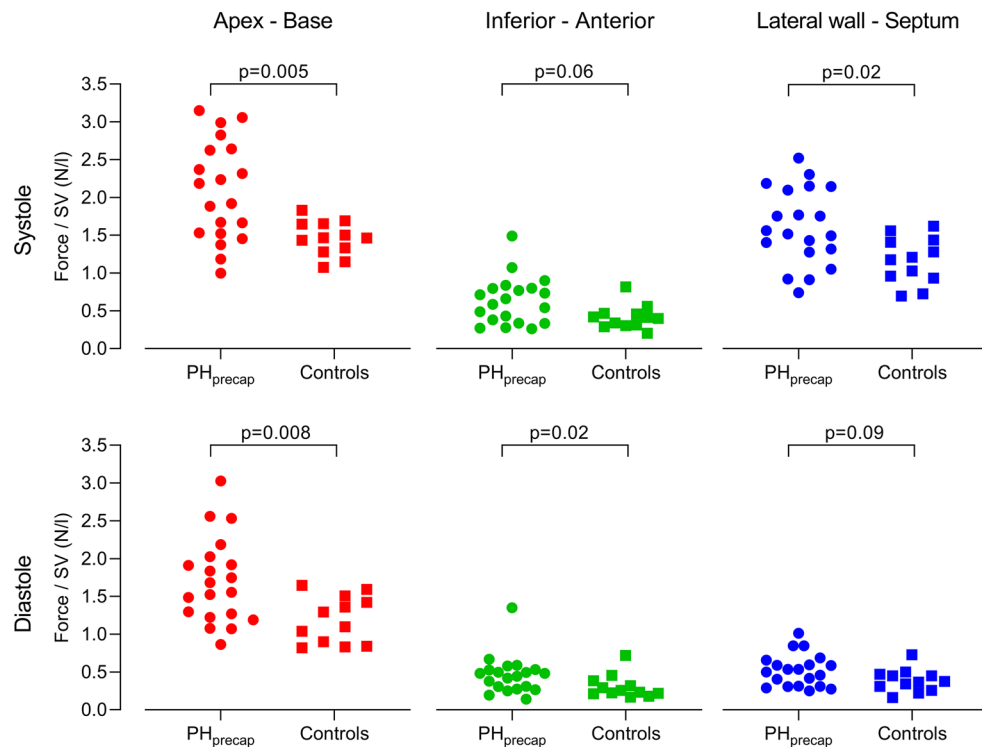 Apex - Base Inferior - Anterior Lateral wall - Septum
Systole
Force / SV (N/l)
3.5
3.0
2.5
2.0
1.5
1.0
0.5
0.0
p=0.005 p=0.06 p=0.02
PHprecap Controls PHprecap Controls PHprecap Controls
Diastole
Force / SV (N/l)
3.5
3.0
2.5
2.0
1.5
1.0
0.5
0.0
p=0.008 p=0.02 p=0.09
PHprecap Controls PHprecap Controls PHprecap Controls